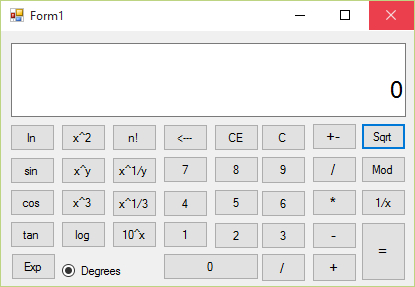 Form1
0
ln x^2 n! <--- CE C +- Sqrt
sin x^y x^1/y 7 8 9 / Mod
cos x^3 x^1/3 4 5 6 * 1/x
tan log 10^x 1 2 3 - =
Exp Degrees 0 / +